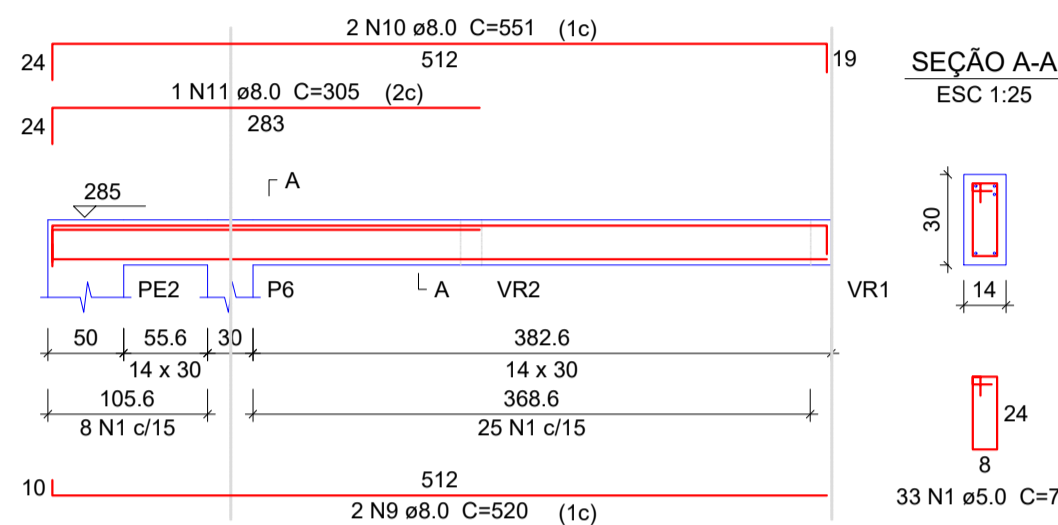 2 N10 ø8.0 C=551 (1c)
24 512 19
1 N11 ø8.0 C=305 (2c)
24 283
SEÇÃO A-A
ESC 1:25
A
285
30
14
PE2 P6 A VR2 VR1
50 55.6 30 382.6
14 x 30 14 x 30
105.6 368.6
8 N1 c/15 25 N1 c/15
24
8
33 N1 ø5.0 C=7
10 512
2 N9 ø8.0 C=520 (1c)